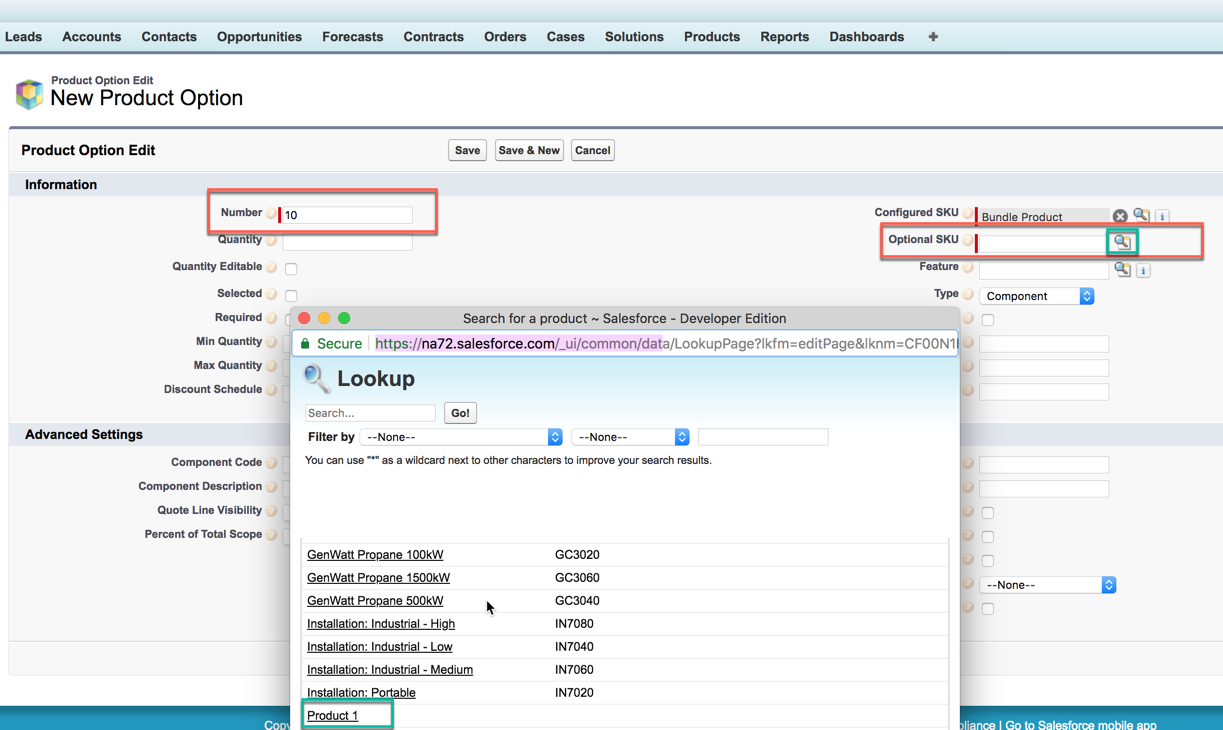 Leads Accounts Contacts Opportunities Forecasts Contracts Orders Cases Solutions Products Reports Dashboards +
Product Option Edit
New Product Option
Product Option Edit Save Save & New Cancel
Information
Number ? 10 Configured SKU ? Bundle Product i
Quantity ? Optional SKU ?
Quantity Editable ? Feature ? i
Selected ? Type ? Component
Required ?
Min Quantity ?
Max Quantity ?
Discount Schedule ?
Advanced Settings
Component Code ?
Component Description ?
Quote Line Visibility ?
Percent of Total Scope ?
--None--
Search for a product ~ Salesforce - Developer Edition
Secure https://na72.salesforce.com/_ui/common/data/LookupPage?lkfm=editPage&lknm=CF00N1
Lookup
Search... Go!
Filter by --None-- --None--
You can use "*" as a wildcard next to other characters to improve your search results.
GenWatt Propane 100kW GC3020
GenWatt Propane 1500kW GC3060
GenWatt Propane 500kW GC3040
Installation: Industrial - High IN7080
Installation: Industrial - Low IN7040
Installation: Industrial - Medium IN7060
Installation: Portable IN7020
Product 1
Copy pliance | Go to Salesforce mobile app